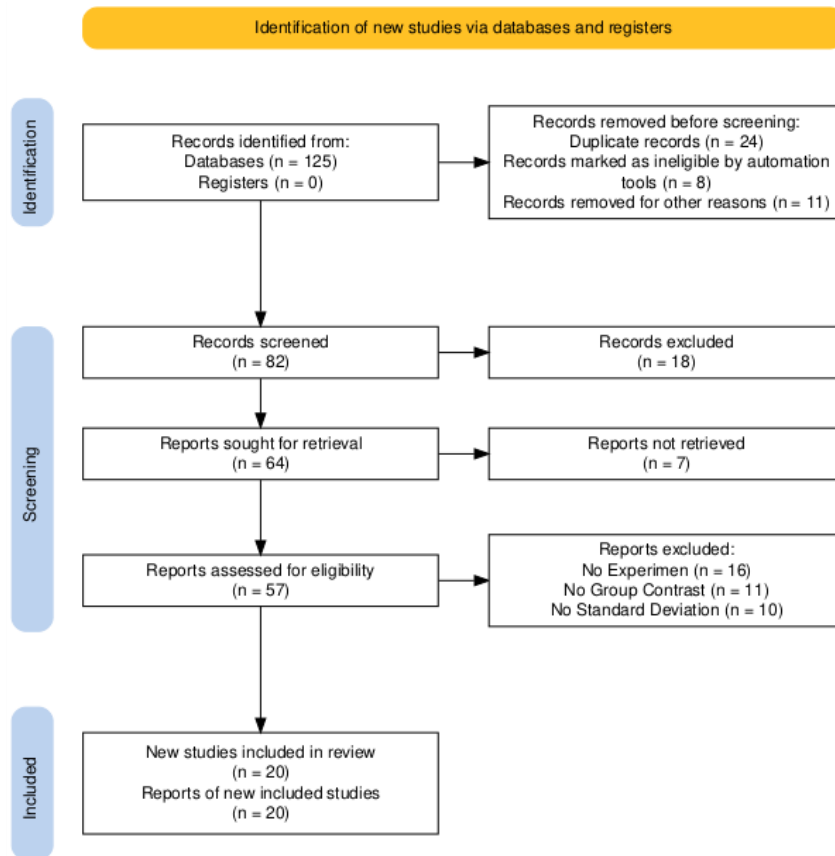 Identification of new studies via databases and registers
Identification
Records identified from:
Databases (n = 125)
Registers (n = 0)
Records removed before screening:
Duplicate records (n = 24)
Records marked as ineligible by automation
tools (n = 8)
Records removed for other reasons (n = 11)
Screening
Records screened
(n = 82)
Records excluded
(n = 18)
Reports sought for retrieval
(n = 64)
Reports not retrieved
(n = 7)
Reports assessed for eligibility
(n = 57)
Reports excluded:
No Experimen (n = 16)
No Group Contrast (n = 11)
No Standard Deviation (n = 10)
Included
New studies included in review
(n = 20)
Reports of new included studies
(n = 20)